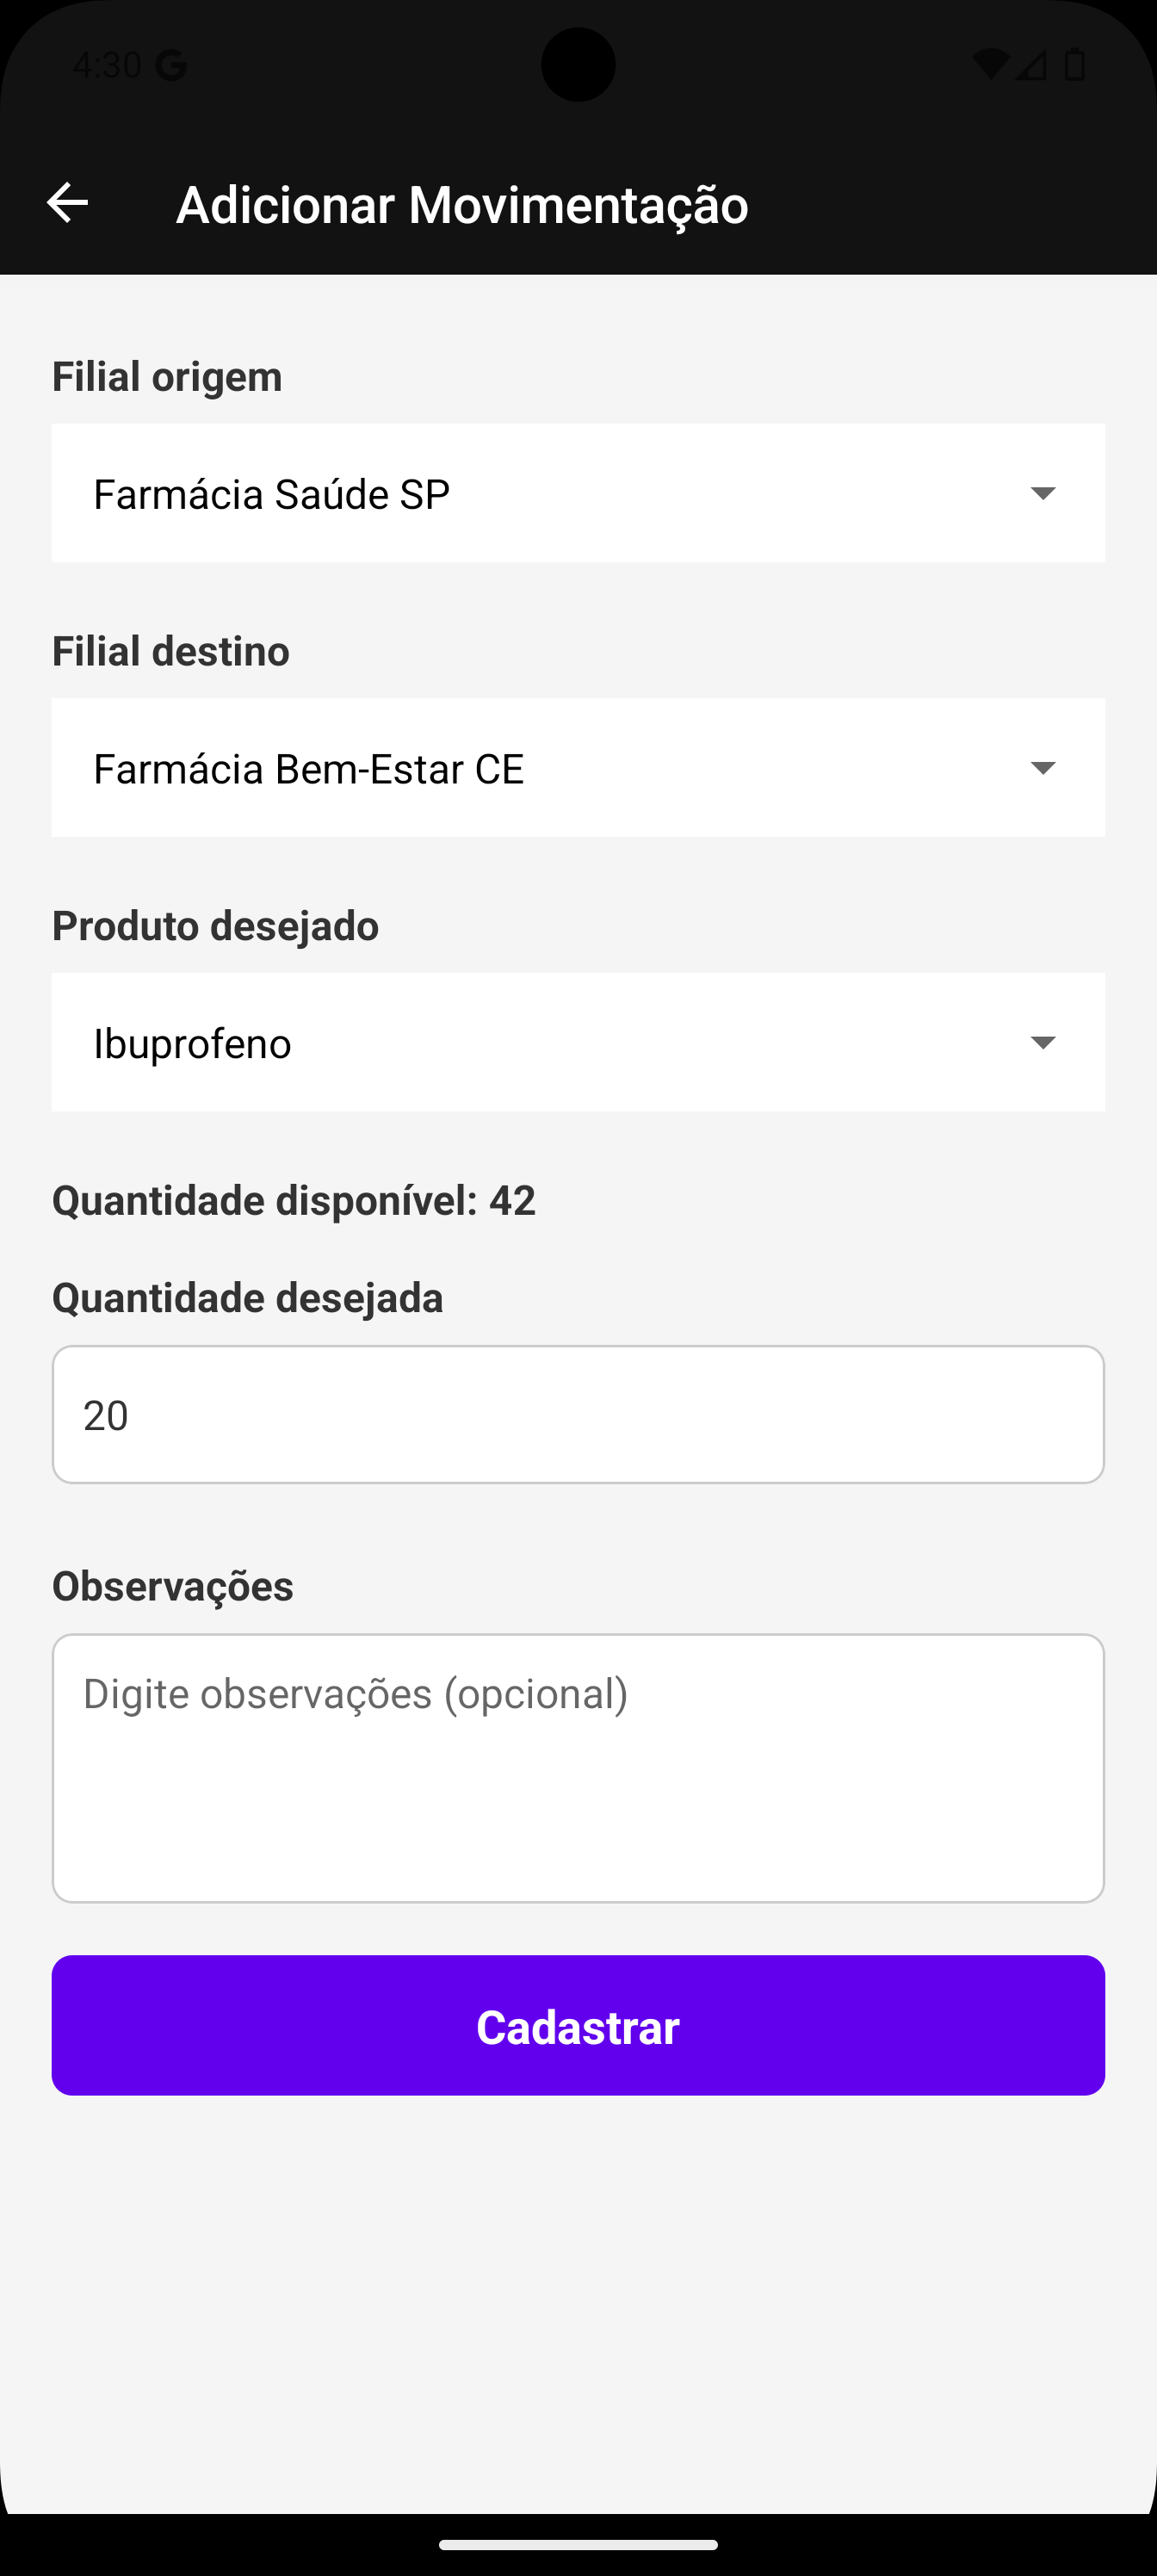 4:30
Adicionar Movimentação
Filial origem
Farmácia Saúde SP
Filial destino
Farmácia Bem-Estar CE
Produto desejado
Ibuprofeno
Quantidade disponível: 42
Quantidade desejada
20
Observações
Digite observações (opcional)
Cadastrar